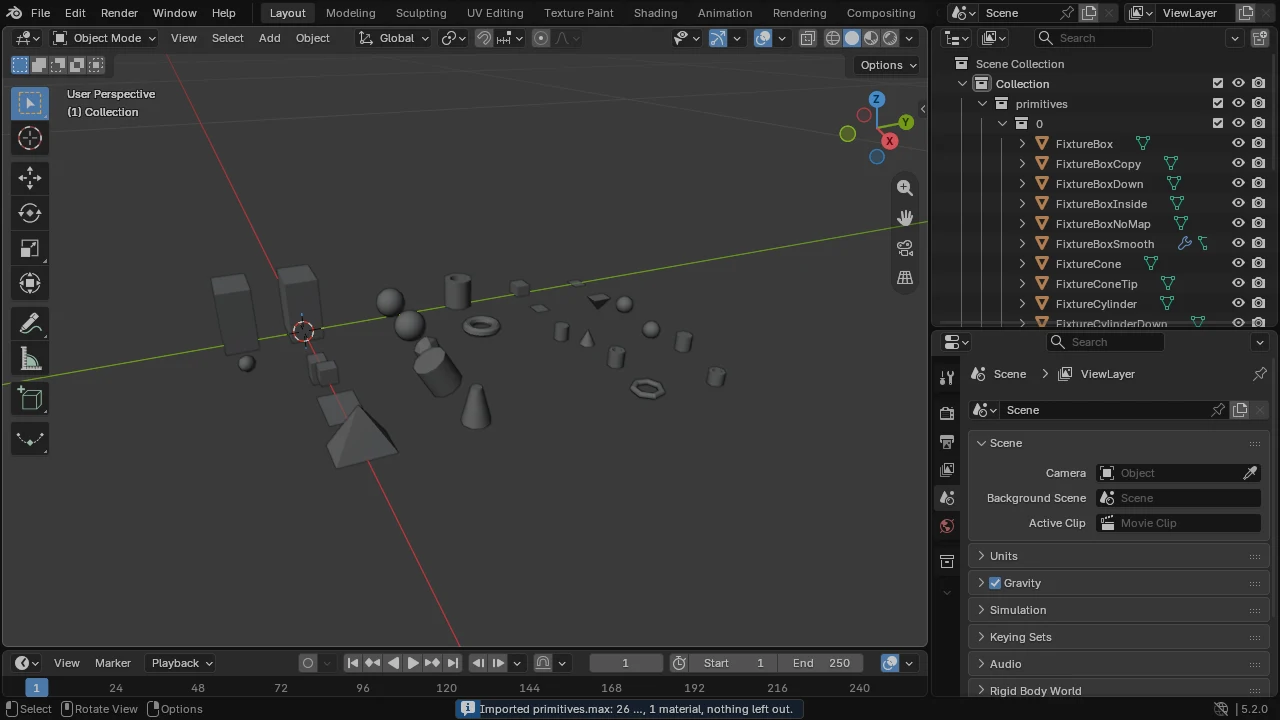 File Edit Render Window Help Layout Modeling Sculpting UV Editing Texture Paint Shading Animation Rendering Compositing Scene ViewLayer
Object Mode View Select Add Object Global Search
Options
User Perspective
(1) Collection
Z
Y
X
Scene Collection
Collection
primitives
0
FixtureBox
FixtureBoxCopy
FixtureBoxDown
FixtureBoxInside
FixtureBoxNoMap
FixtureBoxSmooth
FixtureCone
FixtureConeTip
FixtureCylinder
FixtureCylinderDown
Search
Scene > ViewLayer
Scene
Scene
Camera Object
Background Scene Scene
Active Clip Movie Clip
Units
Gravity
Simulation
Keying Sets
Audio
Rigid Body World
View Marker Playback 1 Start 1 End 250
1 24 48 72 96 120 144 168 192 216 240
Select Rotate View Options Imported primitives.max: 26 ..., 1 material, nothing left out. 5.2.0